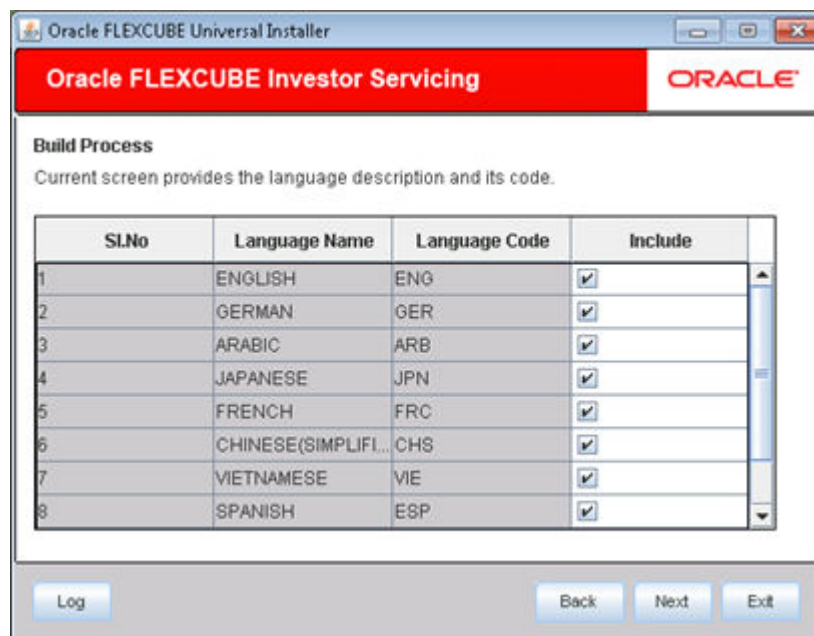 Oracle FLEXCUBE Universal Installer
Oracle FLEXCUBE Investor Servicing ORACLE
Build Process
Current screen provides the language description and its code.
Sl.No Language Name Language Code Include
1 ENGLISH ENG
2 GERMAN GER
3 ARABIC ARB
4 JAPANESE JPN
5 FRENCH FRC
6 CHINESE(SIMPLIFI... CHS
7 VIETNAMESE VIE
8 SPANISH ESP
Log Back Next Exit